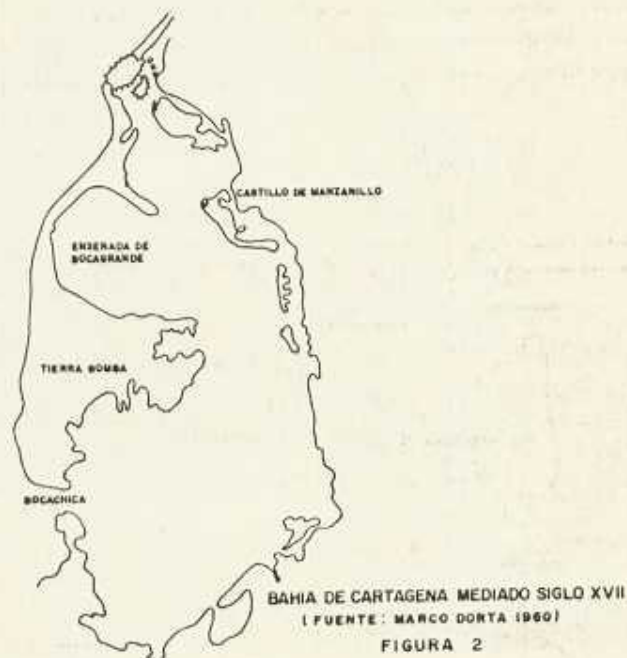 CASTILLO DE MANZANILLO
ENSENADA DE
BOCAGRANDE
TIERRA BOMBA
BOCACHICA
BAHIA DE CARTAGENA MEDIADO SIGLO XVII
(FUENTE: MARCO DORTA 1960)
FIGURA 2